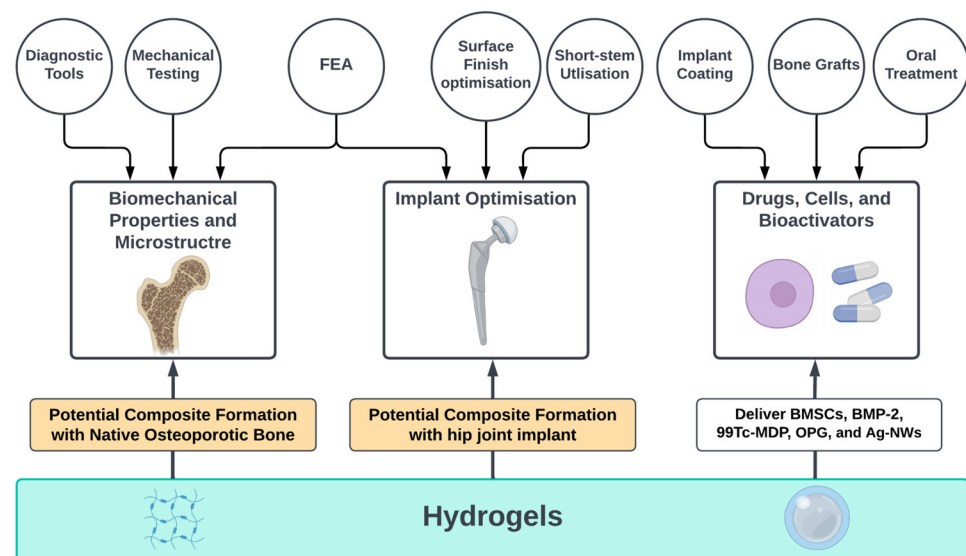 Diagnostic
Tools
Mechanical
Testing
FEA
Surface
Finish
optimisation
Short-stem
Utlisation
Implant
Coating
Bone Grafts
Oral
Treatment
Biomechanical
Properties and
Microstructre
Implant Optimisation
Drugs, Cells, and
Bioactivators
Potential Composite Formation
with Native Osteoporotic Bone
Potential Composite Formation
with hip joint implant
Deliver BMSCs, BMP-2,
99Tc-MDP, OPG, and Ag-NWs
Hydrogels